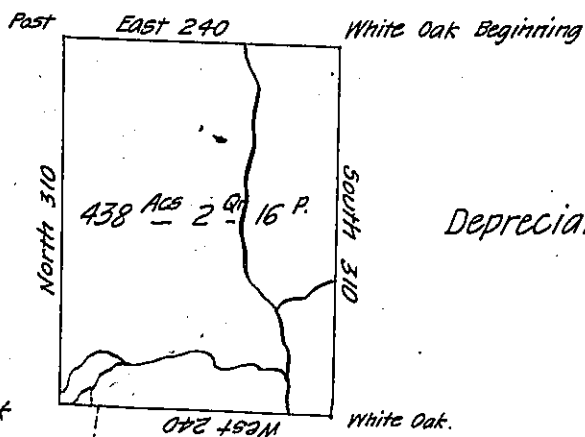 Post East 240 White Oak Beginning
North 310
438 Acs 2 Qr 16 P.
South 310
Deprecia
West 240
White Oak.